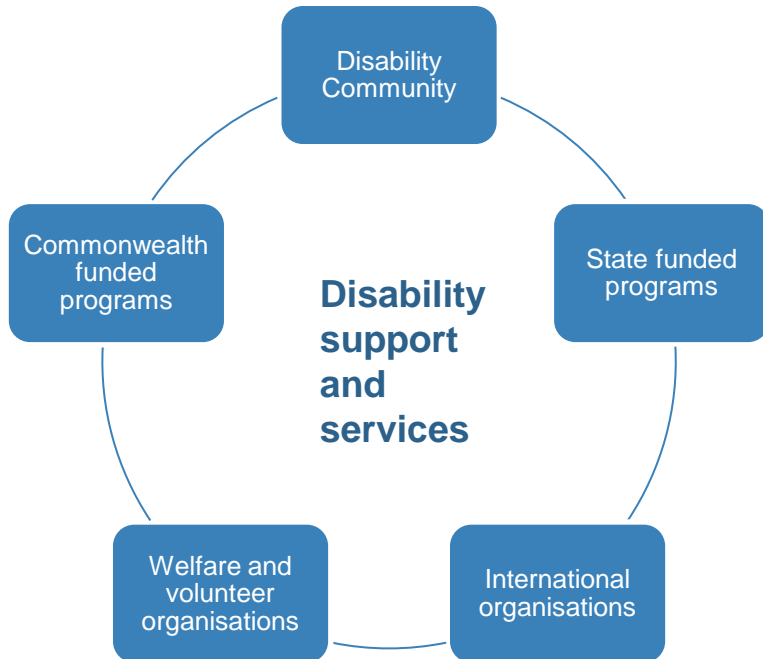 Disability
Community
Commonwealth
funded
programs
State funded
programs
Disability
support
and
services
Welfare and
volunteer
organisations
International
organisations